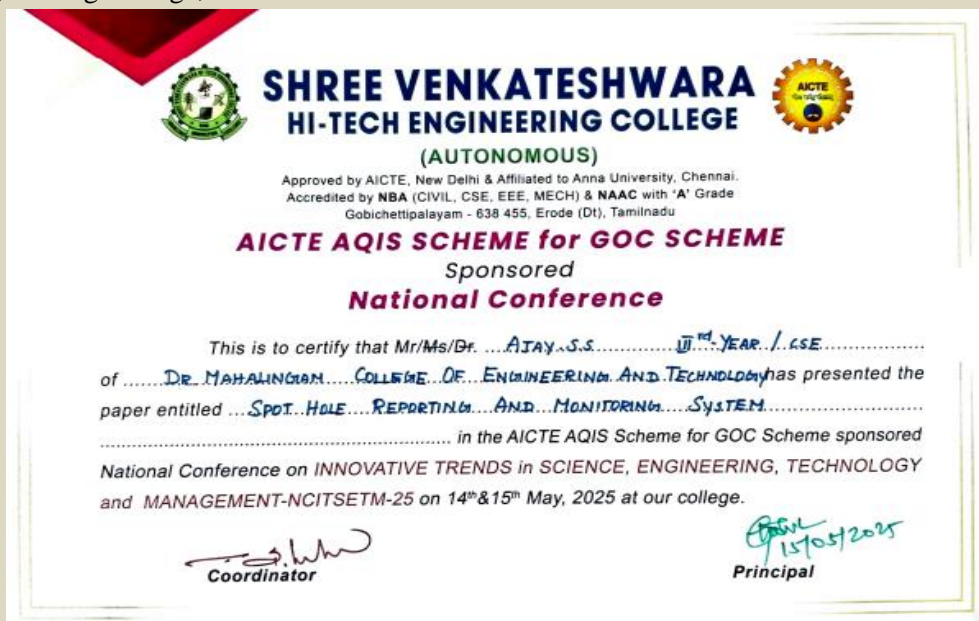 SHREE VENKATESHWARA
HI-TECH ENGINEERING COLLEGE
AICTE
(AUTONOMOUS)
Approved by AICTE, New Delhi & Affiliated to Anna University, Chennai.
Accredited by NBA (CIVIL, CSE, EEE, MECH) & NAAC with 'A' Grade
Gobichettipalayam - 638 455, Erode (Dt), Tamilnadu
AICTE AQIS SCHEME for GOC SCHEME
Sponsored
National Conference
This is to certify that Mr/Ms/Dr. AJAY.S.S IIIrd-YEAR / CSE
of DR. MAHALINGAM COLLEGE OF ENGINEERING AND TECHNOLOGY has presented the
paper entitled SPOT HOLE REPORTING AND MONITORING SYSTEM
in the AICTE AQIS Scheme for GOC Scheme sponsored
National Conference on INNOVATIVE TRENDS in SCIENCE, ENGINEERING, TECHNOLOGY
and MANAGEMENT-NCITSETM-25 on 14th&15th May, 2025 at our college.
15/05/2025
Coordinator
Principal